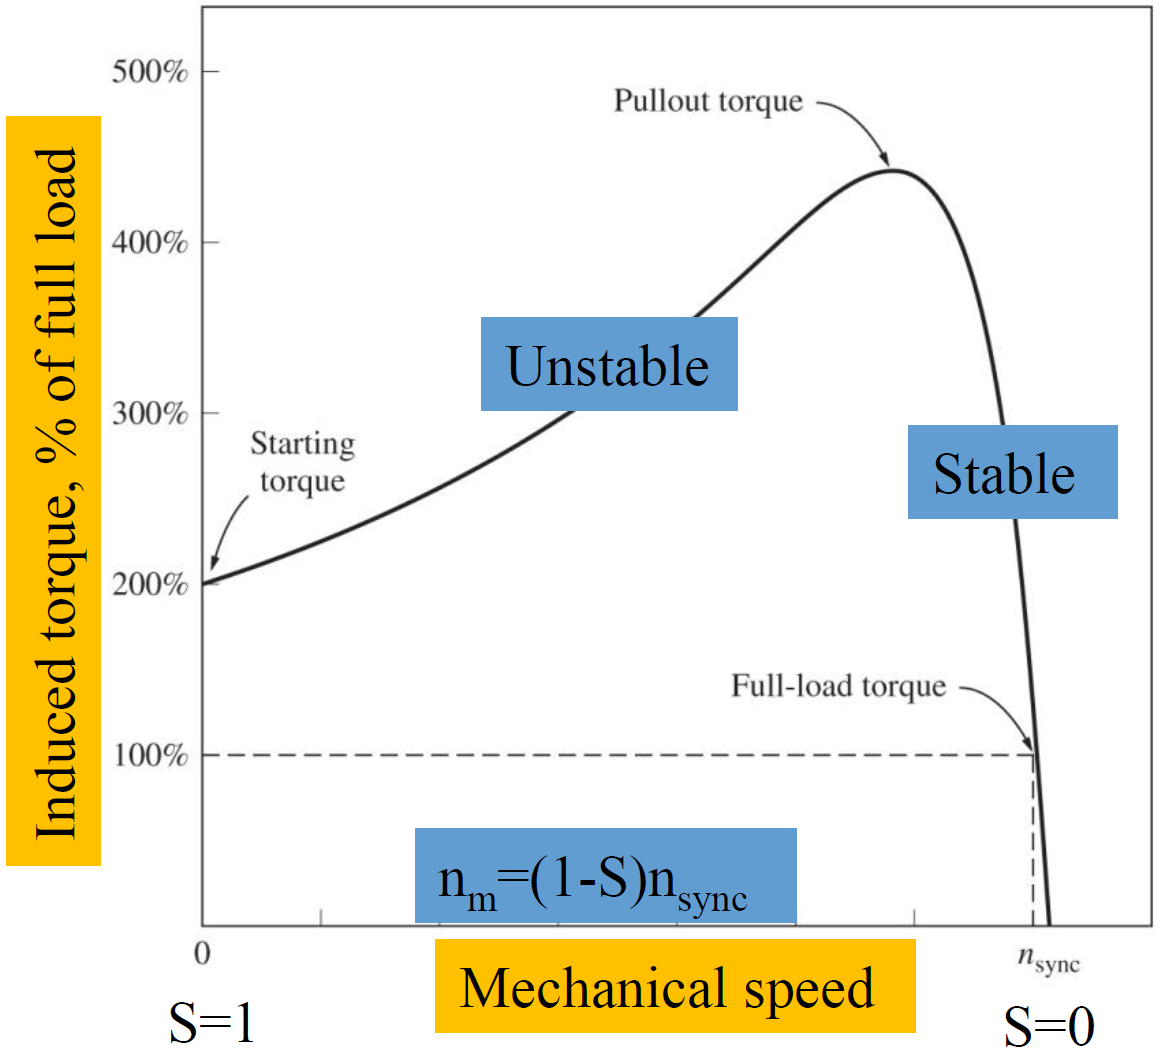 500%
Pullout torque
Induced torque, % of full load
400%
Unstable
300%
Starting
torque
Stable
200%
Full-load torque
100%
nm=(1-S)nsync
0
nsync
Mechanical speed
S=1
S=0